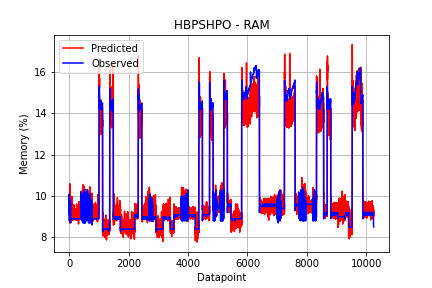 HBPSHPO - RAM
Predicted
Observed
16
14
12
10
8
Memory (%)
0
2000
4000
6000
8000
10000
Datapoint